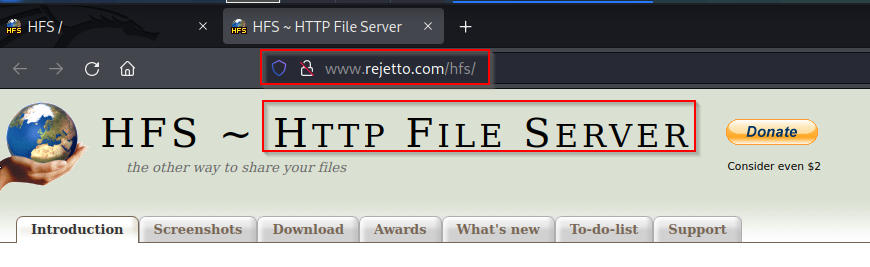 HFS /
HFS ~ HTTP File Server
www.rejetto.com/hfs/
HFS
HFS ~ HTTP FILE SERVER
Donate
the other way to share your files
Consider even $2
Introduction Screenshots Download Awards What's new To-do-list Support